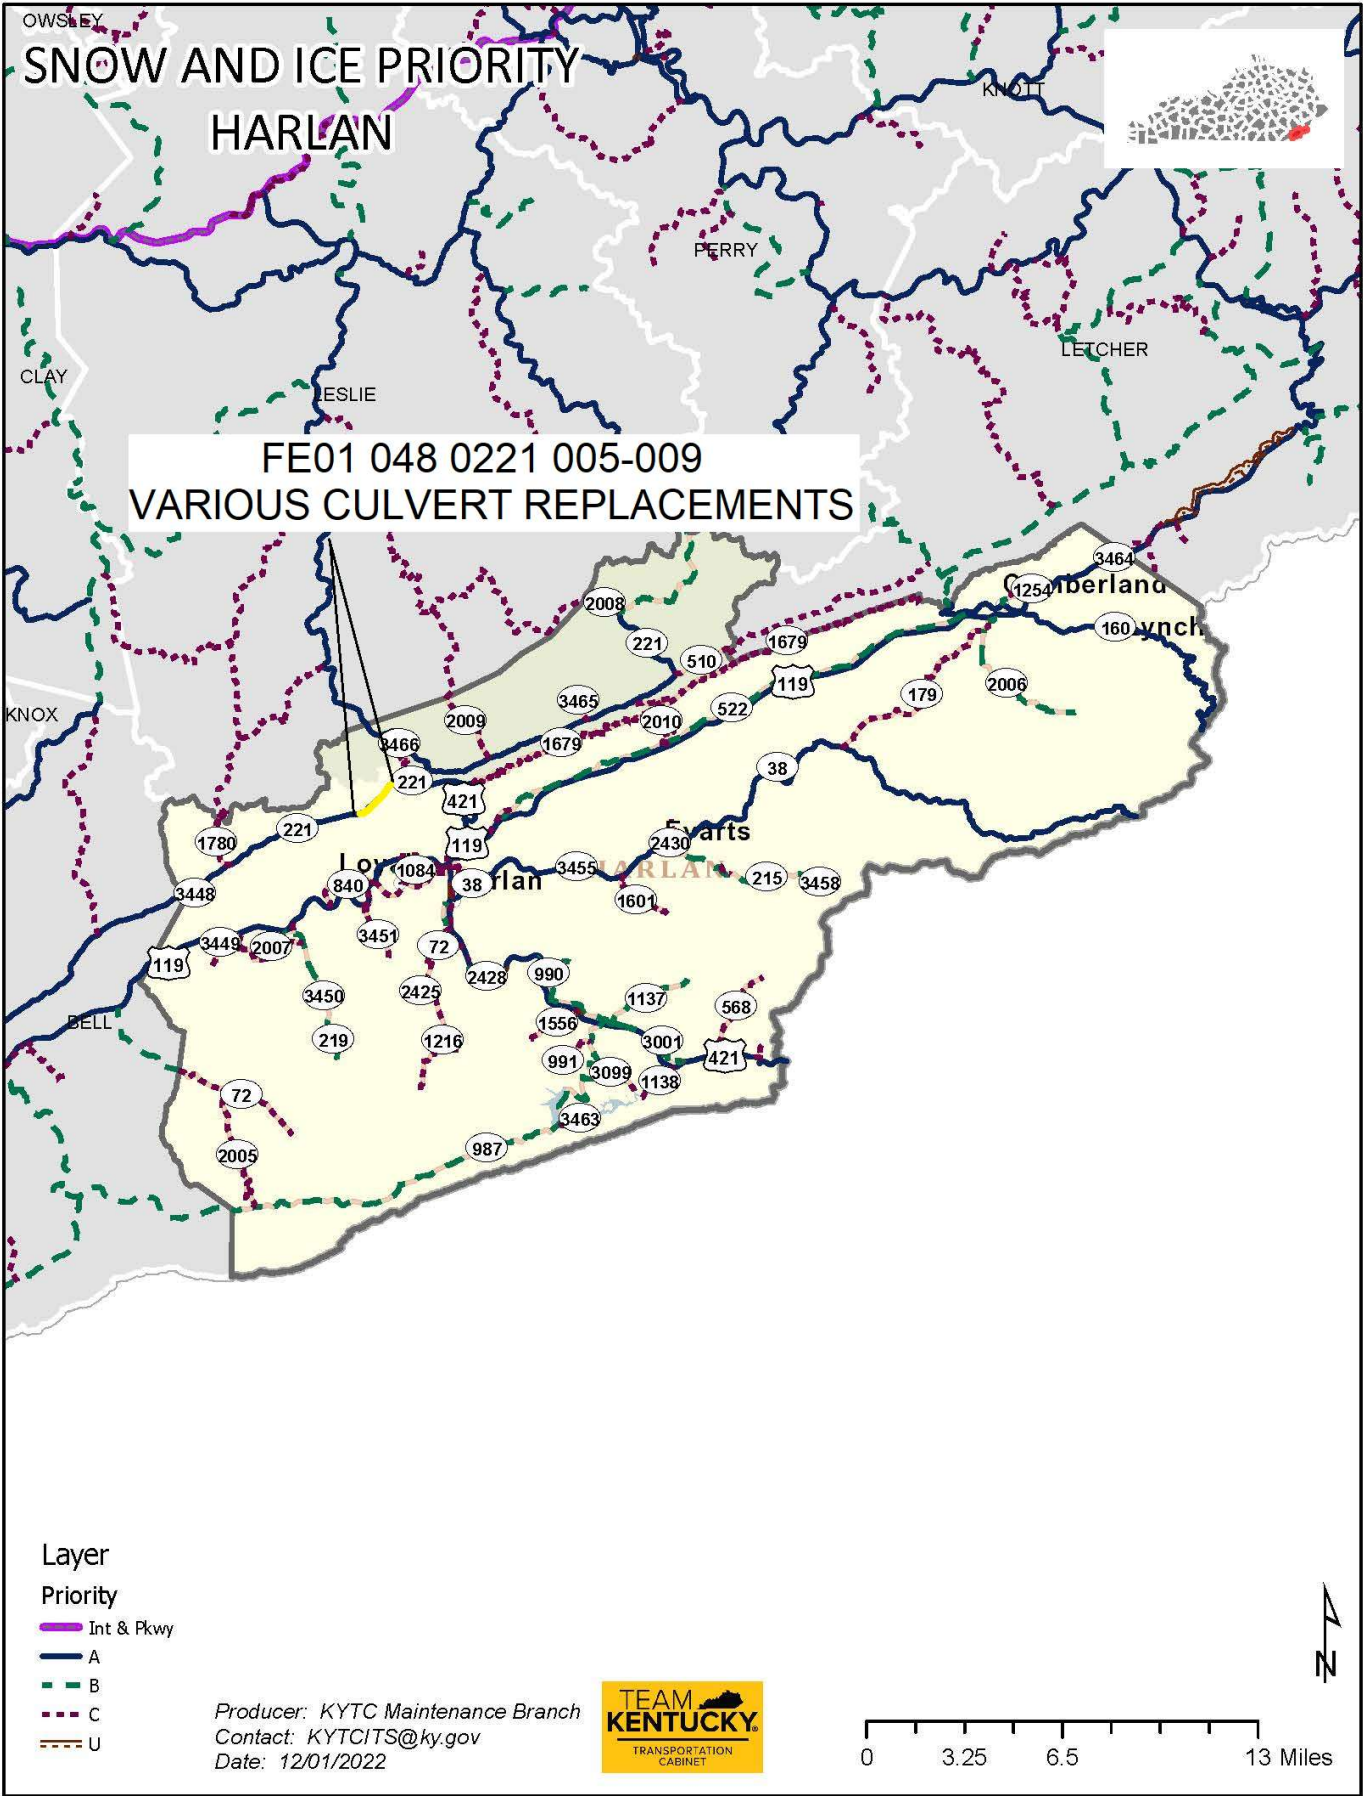 OWSLEY
SNOW AND ICE PRIORITY
HARLAN
KNOTT
PERRY
LETCHER
CLAY
LESLIE
FE01 048 0221 005-009
VARIOUS CULVERT REPLACEMENTS
3464
1254
Cumberland
2008
160
Lynch
221
1679
510
119
2006
179
3465
522
KNOX
2009
2010
3466
1679
38
221
421
221
1780
119
Evarts
2430
1084
3455
HARLAN
840
38
215
3458
3448
1601
3451
3449
2007
72
119
2428
990
2425
3450
1137
568
1556
BELL
219
1216
3001
421
991
3099
1138
72
3463
987
2005
Layer
Priority
Int & Pkwy
A
B
C
U
Producer: KYTC Maintenance Branch
Contact: KYTCITS@ky.gov
Date: 12/01/2022
TEAM
KENTUCKY
TRANSPORTATION
CABINET
N
0 3.25 6.5 13 Miles